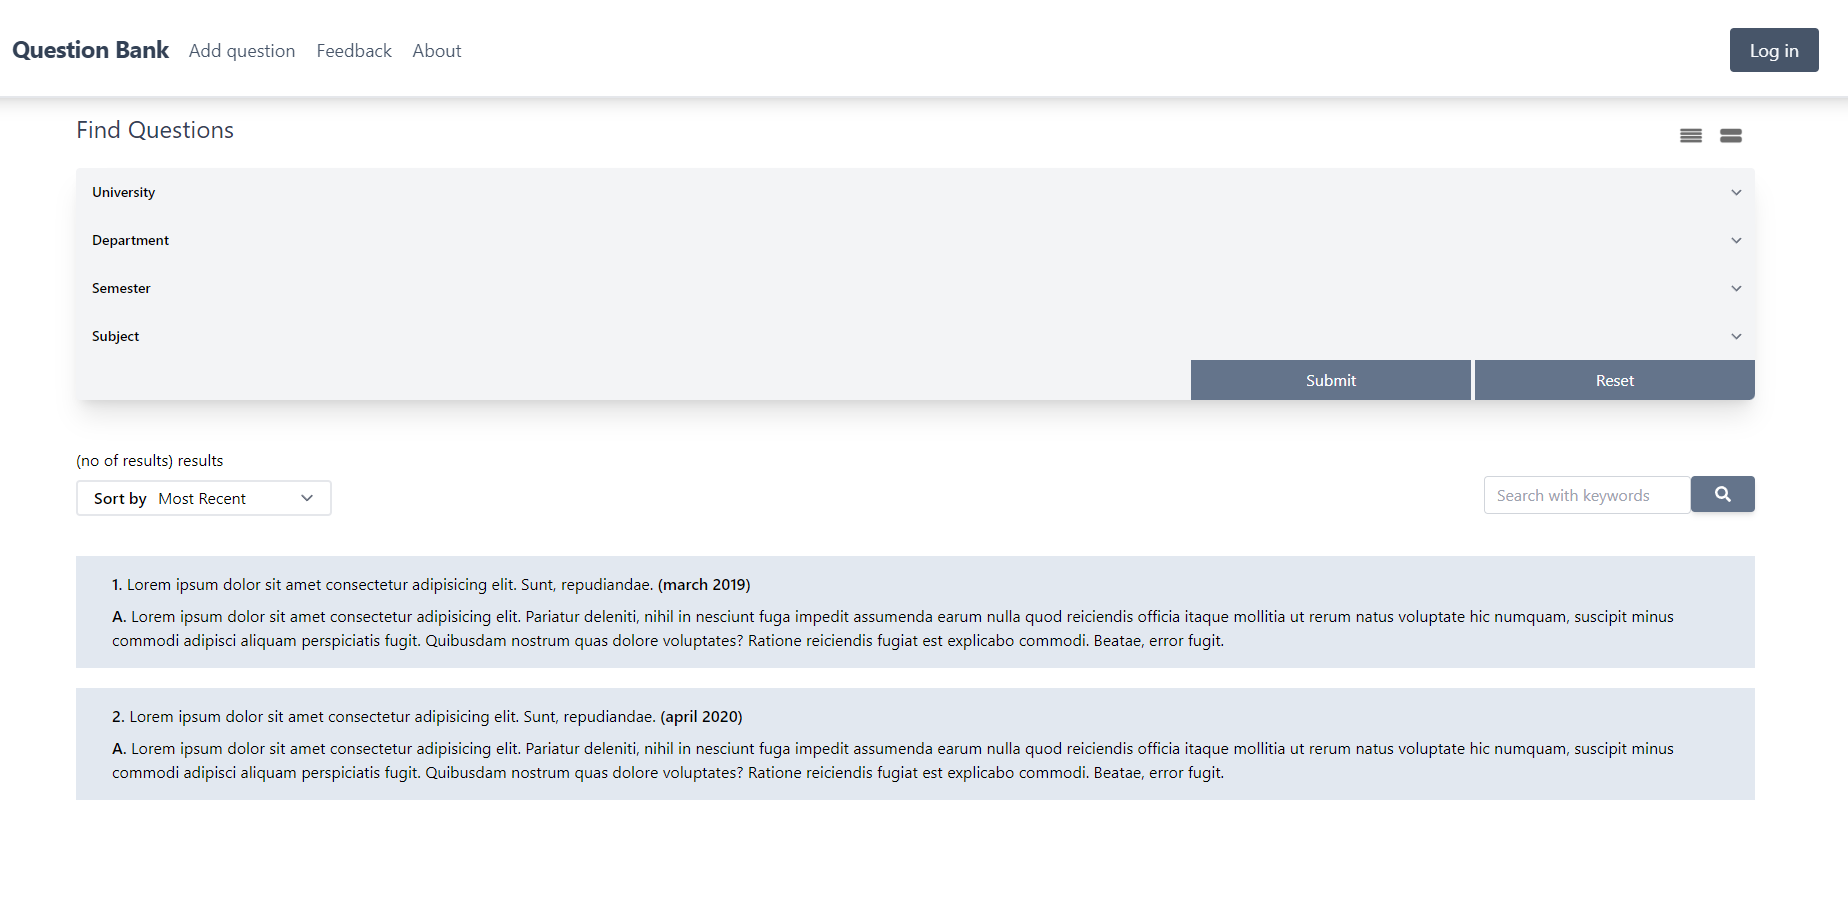 Question Bank Add question Feedback About Log in
Find Questions
University
Department
Semester
Subject
Submit Reset
(no of results) results
Sort by Most Recent
Search with keywords
1. Lorem ipsum dolor sit amet consectetur adipisicing elit. Sunt, repudiandae. (march 2019)
A. Lorem ipsum dolor sit amet consectetur adipisicing elit. Pariatur deleniti, nihil in nesciunt fuga impedit assumenda earum nulla quod reiciendis officia itaque mollitia ut rerum natus voluptate hic numquam, suscipit minus
commodi adipisci aliquam perspiciatis fugit. Quibusdam nostrum quas dolore voluptates? Ratione reiciendis fugiat est explicabo commodi. Beatae, error fugit.
2. Lorem ipsum dolor sit amet consectetur adipisicing elit. Sunt, repudiandae. (april 2020)
A. Lorem ipsum dolor sit amet consectetur adipisicing elit. Pariatur deleniti, nihil in nesciunt fuga impedit assumenda earum nulla quod reiciendis officia itaque mollitia ut rerum natus voluptate hic numquam, suscipit minus
commodi adipisci aliquam perspiciatis fugit. Quibusdam nostrum quas dolore voluptates? Ratione reiciendis fugiat est explicabo commodi. Beatae, error fugit.